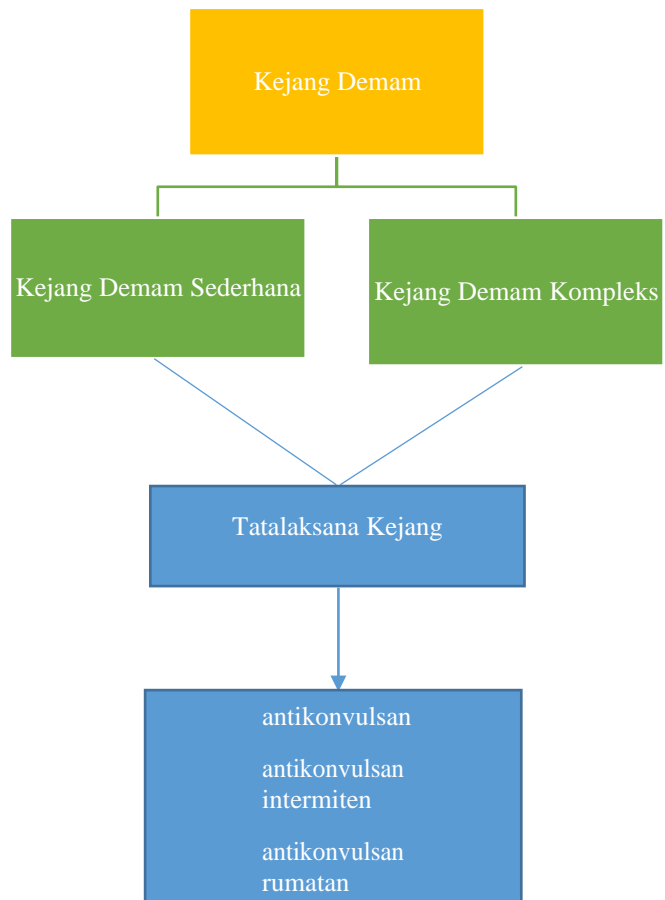 Kejang Demam
Kejang Demam Sederhana
Kejang Demam Kompleks
Tatalaksana Kejang
antikonvulsan
antikonvulsan
intermiten
antikonvulsan
rumatan